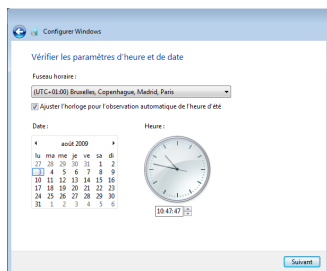 Configurer Windows
Vérifier les paramètres d'heure et de date
Fuseau horaire :
(UTC+01:00) Bruxelles, Copenhague, Madrid, Paris
Ajuster l'horloge pour l'observation automatique de l'heure d'été
Date : Heure :
août 2009
lu ma me je ve sa di
27 28 29 30 31 1 2
3 4 5 6 7 8 9
10 11 12 13 14 15 16
17 18 19 20 21 22 23
24 25 26 27 28 29 30
31 1 2 3 4 5 6
10:47:47
Suivant